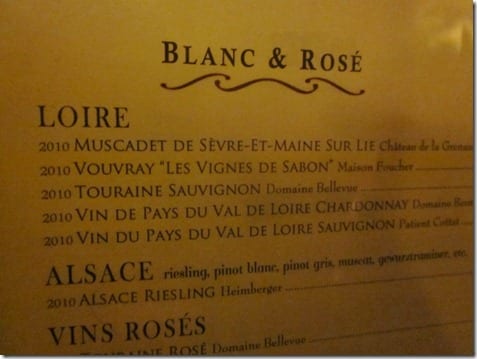 BLANC & ROSÉ
LOIRE
2010 MUSCADET DE SÈVRE-ET-MAINE SUR LIE Château de la
2010 VOUVRAY "LES VIGNES DE SABON" Maison Foucher
2010 TOURAINE SAUVIGNON Domaine Bellevue
2010 VIN DE PAYS DU VAL DE LOIRE CHARDONNAY Domaine
2010 VIN DU PAYS DU VAL DE LOIRE SAUVIGNON Patient Cottat
ALSACE riesling, pinot blanc, pinot gris, muscat, gewurztraminer, etc.
2010 ALSACE RIESLING Heimberger
VINS ROSÉS
TOURAINE ROSÉ Domaine Bellevue